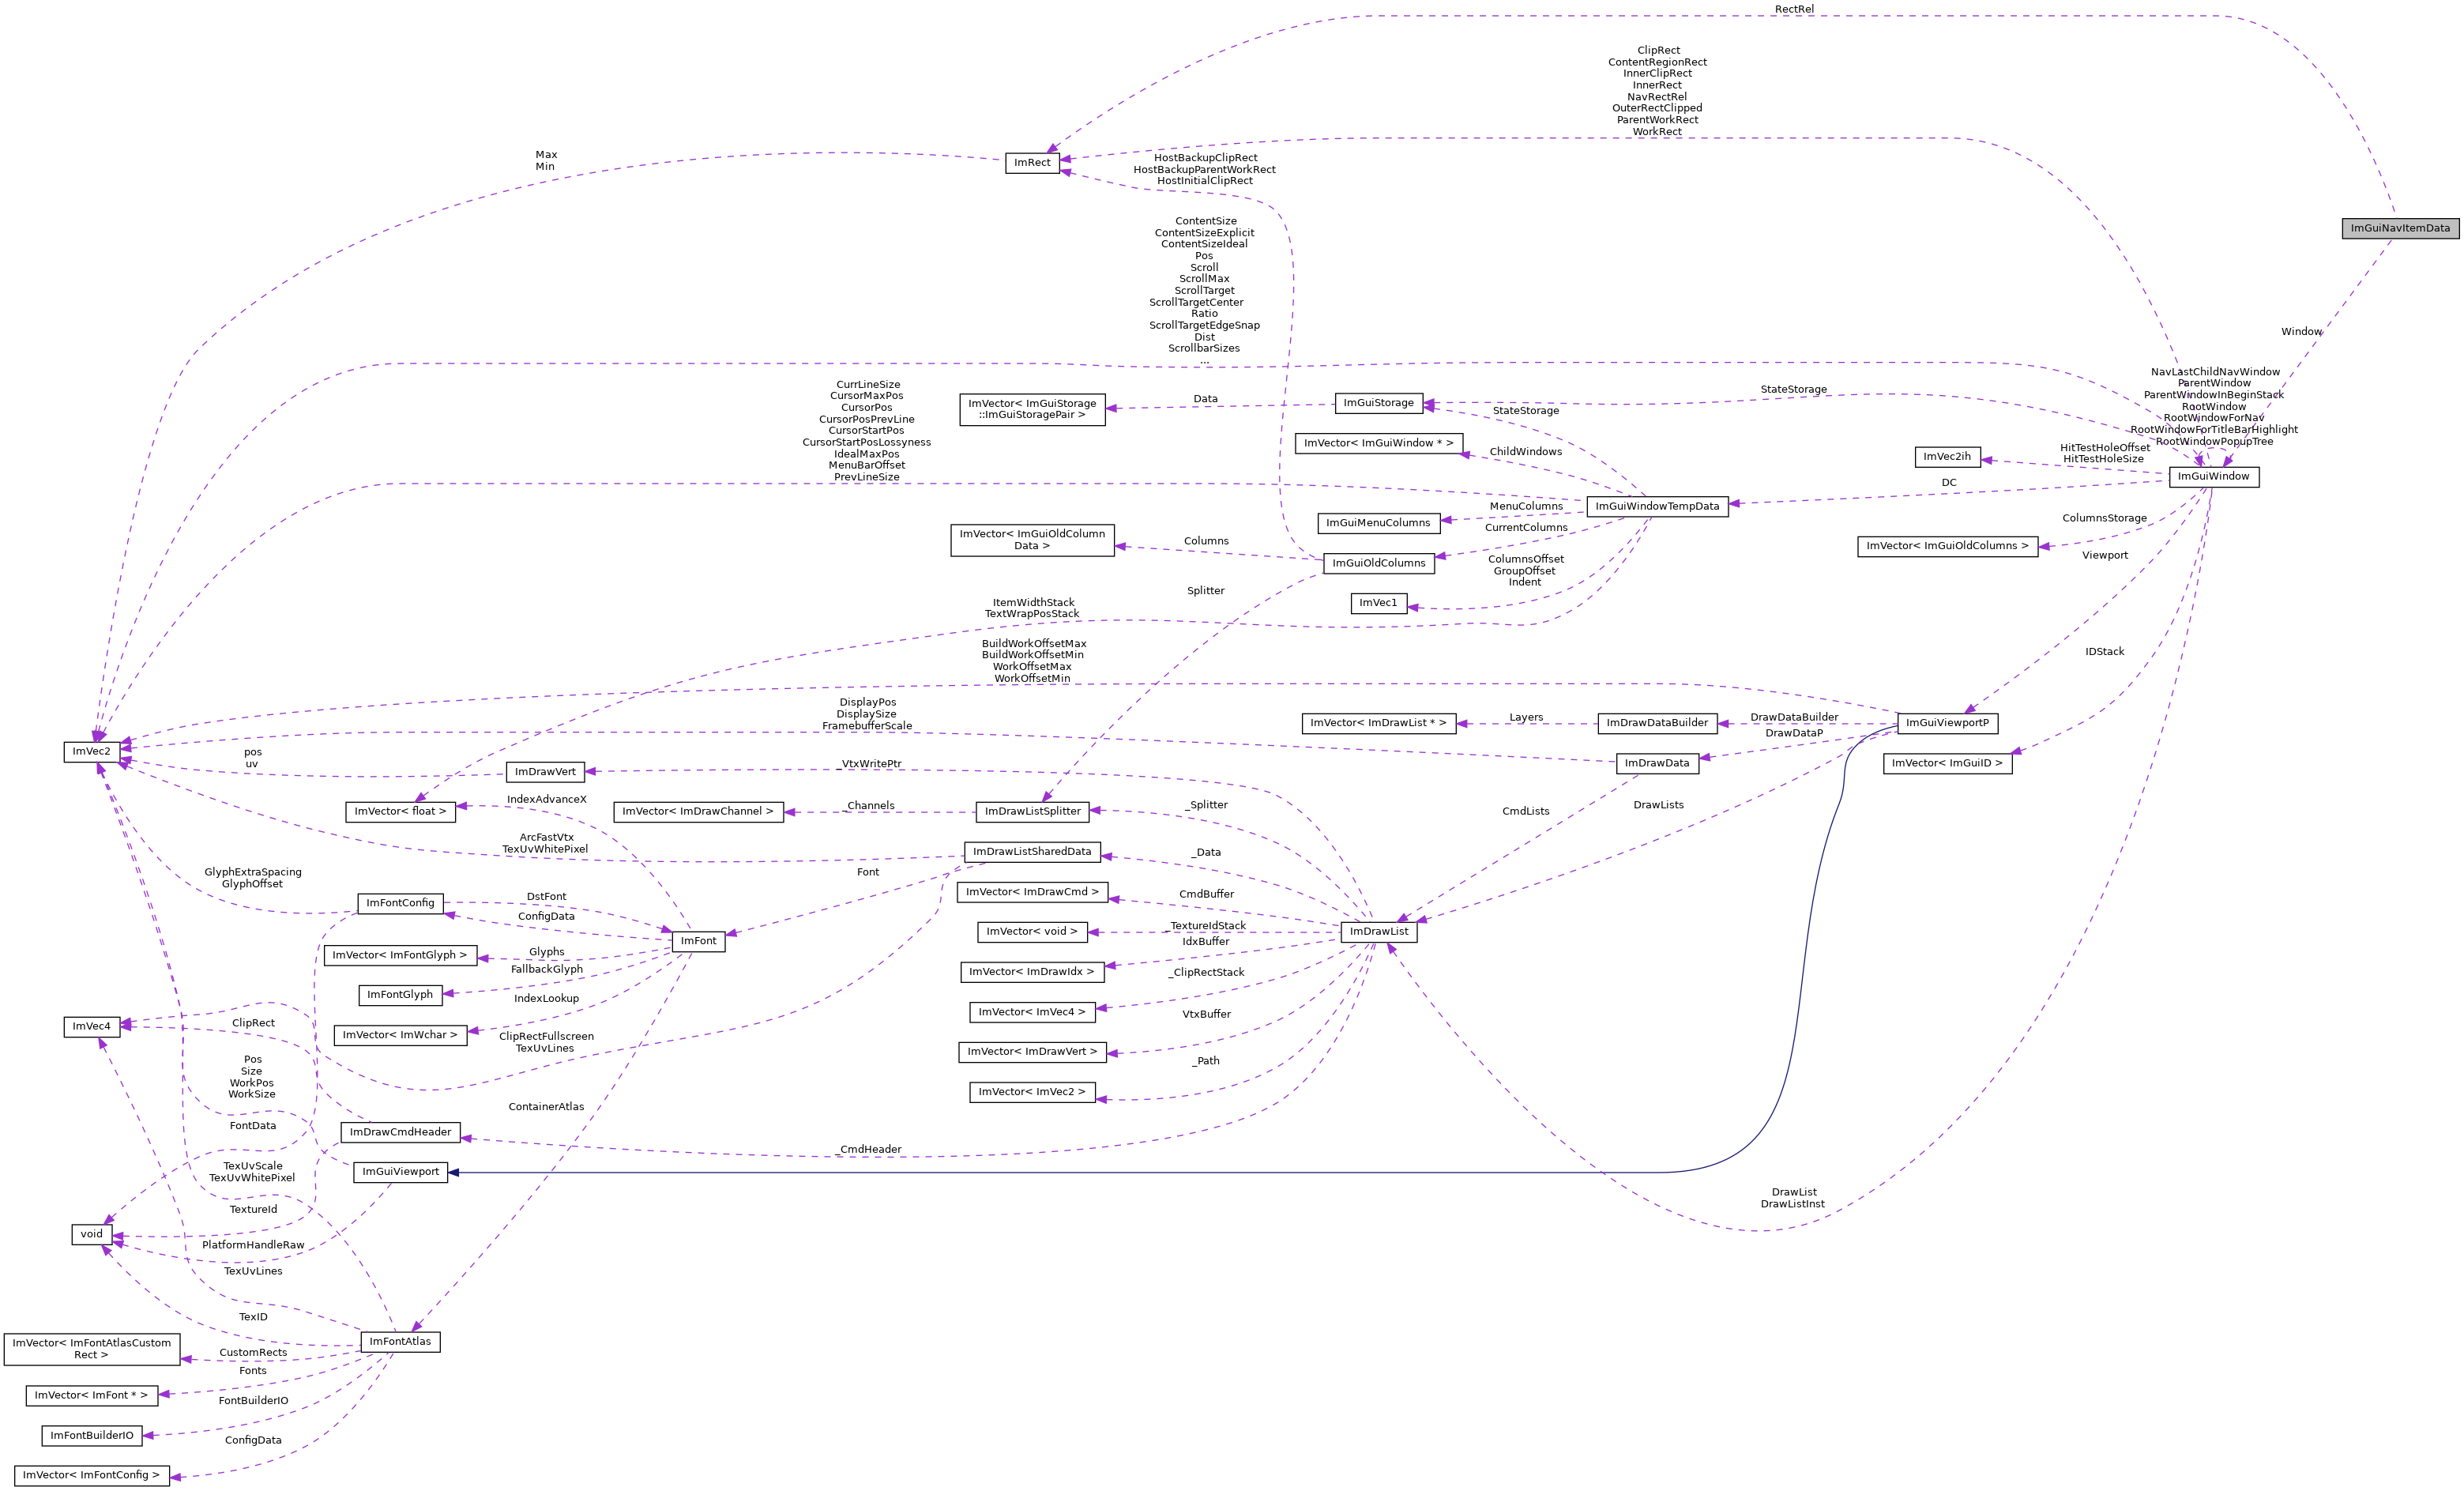 RectRel
ClipRect
ContentRegionRect
InnerClipRect
InnerRect
NavRectRel
OuterRectClipped
ParentWorkRect
WorkRect
Max
Min
ImRect
HostBackupClipRect
HostBackupParentWorkRect
HostInitialClipRect
ImGuiNavItemData
ContentSize
ContentSizeExplicit
ContentSizeIdeal
Pos
Scroll
ScrollMax
ScrollTarget
ScrollTargetCenter
Ratio
ScrollTargetEdgeSnap
Dist
ScrollbarSizes
...
Window
CurrLineSize
CursorMaxPos
CursorPos
CursorPosPrevLine
CursorStartPos
CursorStartPosLossyness
IdealMaxPos
MenuBarOffset
PrevLineSize
ImVector< ImGuiStorage
::ImGuiStoragePair >
Data
ImGuiStorage
StateStorage
StateStorage
NavLastChildNavWindow
ParentWindow
ParentWindowInBeginStack
RootWindow
RootWindowForNav
RootWindowForTitleBarHighlight
RootWindowPopupTree
ImVector< ImGuiWindow * >
ChildWindows
ImVec2ih
HitTestHoleOffset
HitTestHoleSize
ImGuiWindow
DC
ImGuiWindowTempData
MenuColumns
ImGuiMenuColumns
CurrentColumns
ColumnsStorage
ImVector< ImGuiOldColumn
Data >
Columns
ImGuiOldColumns
ImVector< ImGuiOldColumns >
Viewport
ColumnsOffset
GroupOffset
Indent
Splitter
ImVec1
ItemWidthStack
TextWrapPosStack
BuildWorkOffsetMax
BuildWorkOffsetMin
WorkOffsetMax
WorkOffsetMin
IDStack
DisplayPos
DisplaySize
FramebufferScale
ImVector< ImDrawList * >
Layers
ImDrawDataBuilder
DrawDataBuilder
ImGuiViewportP
DrawDataP
ImVec2
pos
uv
ImDrawVert
_VtxWritePtr
ImDrawData
ImVector< ImGuiID >
IndexAdvanceX
ImVector< float >
ImVector< ImDrawChannel >
_Channels
ImDrawListSplitter
_Splitter
CmdLists
DrawLists
ArcFastVtx
TexUvWhitePixel
ImDrawListSharedData
_Data
Font
GlyphExtraSpacing
GlyphOffset
ImFontConfig
DstFont
ConfigData
ImVector< ImDrawCmd >
CmdBuffer
ImFont
ImVector< void >
_TextureIdStack
ImDrawList
IdxBuffer
ImVector< ImFontGlyph >
Glyphs
FallbackGlyph
ImVector< ImDrawIdx >
_ClipRectStack
ImFontGlyph
IndexLookup
ImVector< ImVec4 >
VtxBuffer
ImVec4
ClipRect
ImVector< ImWchar >
ClipRectFullscreen
TexUvLines
ImVector< ImDrawVert >
_Path
Pos
Size
WorkPos
WorkSize
ImVector< ImVec2 >
ContainerAtlas
FontData
ImDrawCmdHeader
_CmdHeader
TexUvScale
TexUvWhitePixel
ImGuiViewport
DrawList
DrawListInst
TextureId
void
PlatformHandleRaw
TexUvLines
TexID
ImFontAtlas
ImVector< ImFontAtlasCustom
Rect >
CustomRects
Fonts
ImVector< ImFont * >
FontBuilderIO
ImFontBuilderIO
ConfigData
ImVector< ImFontConfig >